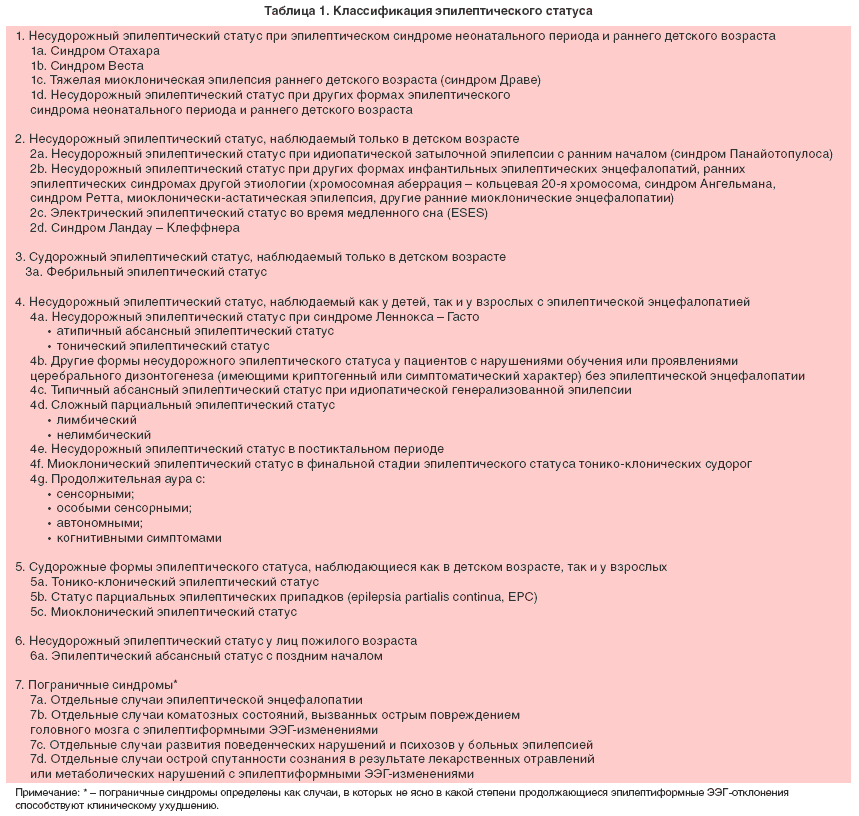 Таблица 1. Классификация эпилептического статуса
1. Несудорожный эпилептический статус при эпилептическом синдроме неонатального периода и раннего детского возраста
1a. Синдром Отахара
1b. Синдром Веста
1c. Тяжелая миоклоническая эпилепсия раннего детского возраста (синдром Драве)
1d. Несудорожный эпилептический статус при других формах эпилептического
синдрома неонатального периода и раннего детского возраста
2. Несудорожный эпилептический статус, наблюдаемый только в детском возрасте
2a. Несудорожный эпилептический статус при идиопатической затылочной эпилепсии с ранним началом (синдром Панайотопулоса)
2b. Несудорожный эпилептический статус при других формах инфантильных эпилептических энцефалопатий, ранних
эпилептических синдромах другой этиологии (хромосомная аберрация – кольцевая 20-я хромосома, синдром Ангельмана,
синдром Ретта, миоклонически-астатическая эпилепсия, другие ранние миоклонические энцефалопатии)
2c. Электрический эпилептический статус во время медленного сна (ESES)
2d. Синдром Ландау – Клеффнера
3. Судорожный эпилептический статус, наблюдаемый только в детском возрасте
3a. Фебрильный эпилептический статус
4. Несудорожный эпилептический статус, наблюдаемый как у детей, так и у взрослых с эпилептической энцефалопатией
4a. Несудорожный эпилептический статус при синдроме Леннокса – Гасто
• атипичный абсансный эпилептический статус
• тонический эпилептический статус
4b. Другие формы несудорожного эпилептического статуса у пациентов с нарушениями обучения или проявлениями
церебрального дизонтогенеза (имеющими криптогенный или симптоматический характер) без эпилептической энцефалопатии
4c. Типичный абсансный эпилептический статус при идиопатической генерализованной эпилепсии
4d. Сложный парциальный эпилептический статус
• лимбический
• нелимбический
4e. Несудорожный эпилептический статус в постиктальном периоде
4f. Миоклонический эпилептический статус в финальной стадии эпилептического статуса тонико-клонических судорог
4g. Продолжительная аура с:
• сенсорными;
• особыми сенсорными;
• автономными;
• когнитивными симптомами
5. Судорожные формы эпилептического статуса, наблюдающиеся как в детском возрасте, так и у взрослых
5a. Тонико-клонический эпилептический статус
5b. Статус парциальных эпилептических припадков (epilepsia partialis continua, EPC)
5c. Миоклонический эпилептический статус
6. Несудорожный эпилептический статус у лиц пожилого возраста
6a. Эпилептический абсансный статус с поздним началом
7. Пограничные синдромы*
7a. Отдельные случаи эпилептической энцефалопатии
7b. Отдельные случаи коматозных состояний, вызванных острым повреждением
головного мозга с эпилептиформными ЭЭГ-изменениями
7c. Отдельные случаи развития поведенческих нарушений и психозов у больных эпилепсией
7d. Отдельные случаи острой спутанности сознания в результате лекарственных отравлений
или метаболических нарушений с эпилептиформными ЭЭГ-изменениями
Примечание: * – пограничные синдромы определены как случаи, в которых не ясно в какой степени продолжающиеся эпилептиформные ЭЭГ-отклонения
способствуют клиническому ухудшению.